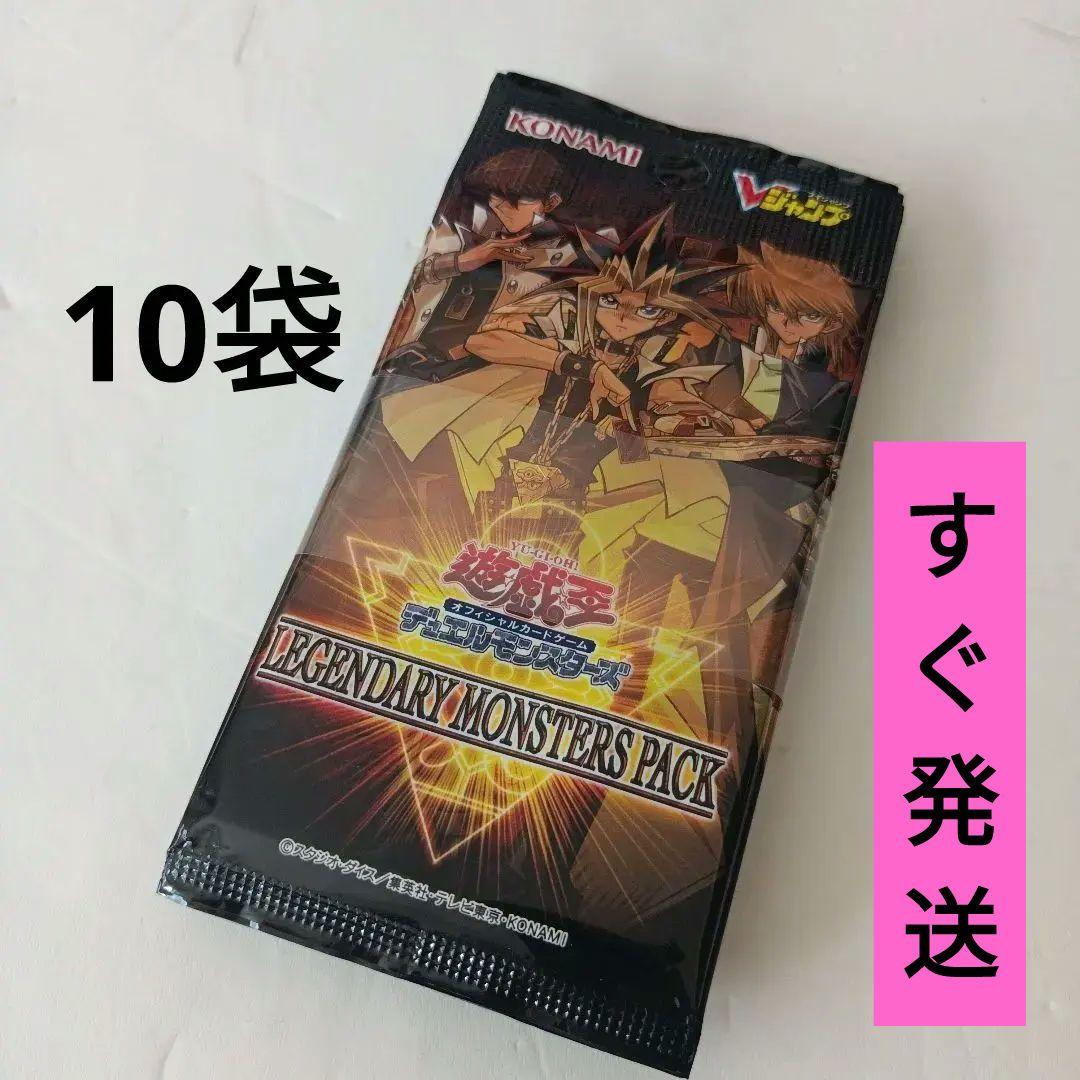 KONAMI
Vジャンプ
10袋
すぐ発送
YU-GI-OH!
遊戯王
オフィシャルカードゲーム
デュエルモンスターズ
LEGENDARY MONSTERS PACK
©スタジオ・ダイス/集英社・テレビ東京・KONAMI